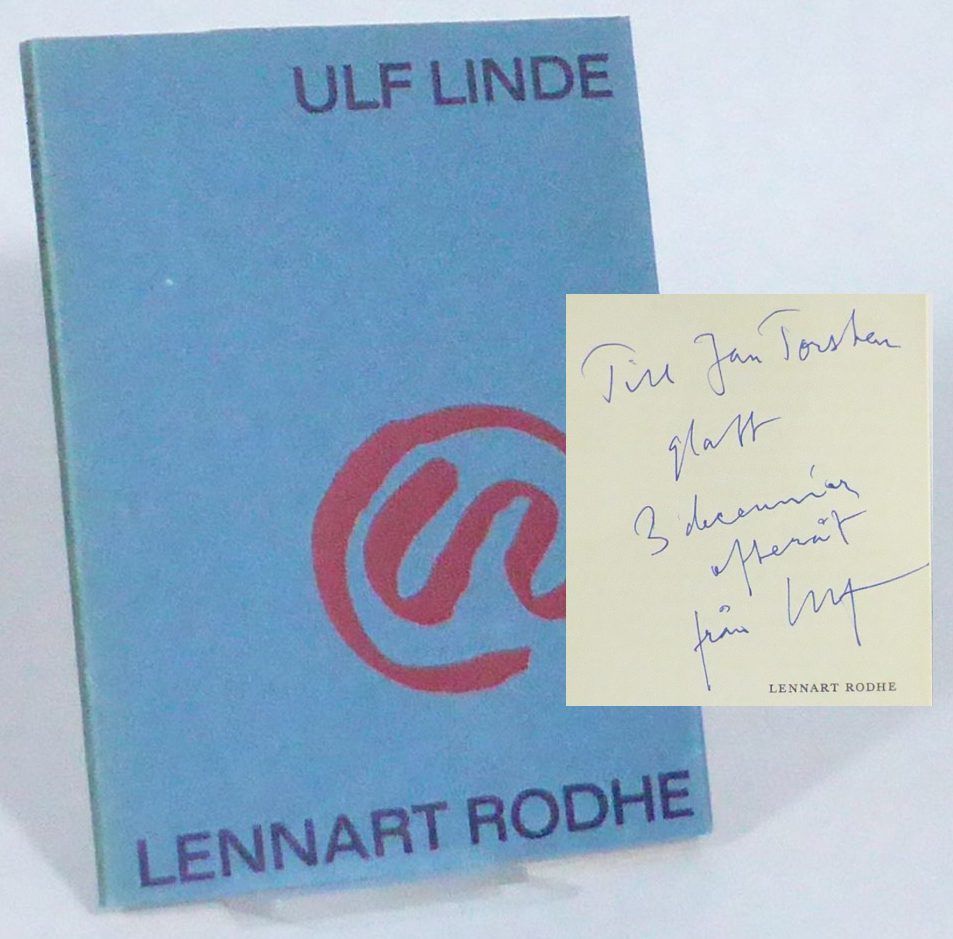 ULF LINDE
LENNART RODHE
Till Jan Torsten
glatt
3 decennier
efteråt
från Ulf
LENNART RODHE